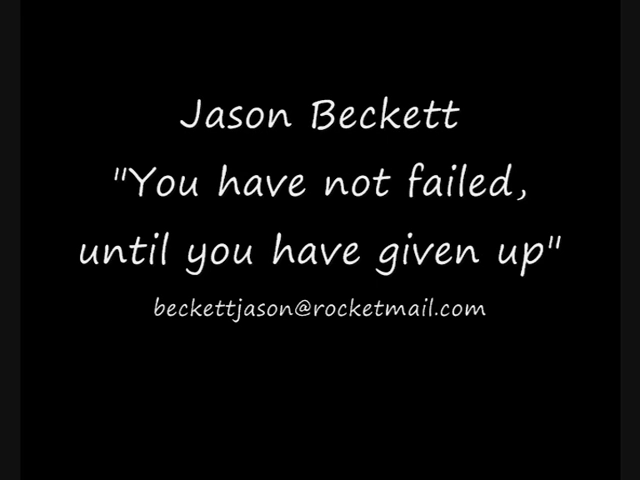 Jason Beckett
"You have not failed,
until you have given up"
beckettjason@rocketmail.com